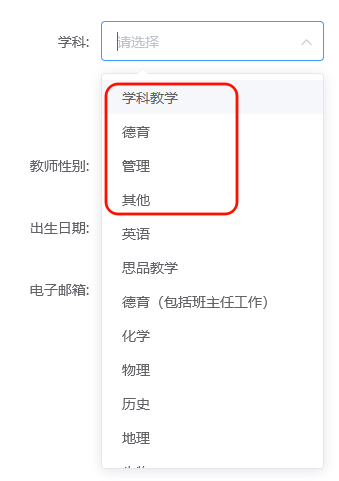 学科: 请选择
学科教学
德育
管理
教师性别:
其他
出生日期:
英语
思品教学
电子邮箱:
德育（包括班主任工作）
化学
物理
历史
地理